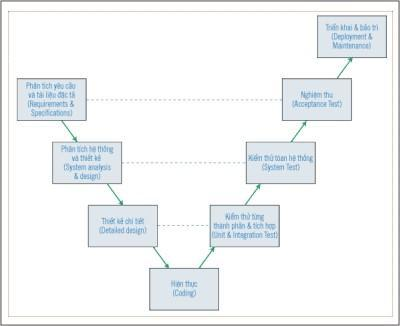 Triển khai & bảo trì
(Deployment &
Maintenance)
Phân tích yêu cầu
và tài liệu đặc tả
(Requirements &
Specifications)
Nghiệm thu
(Acceptance Test)
Phân tích hệ thống
và thiết kế
(System analysis
& design)
Kiểm thử toàn hệ thống
(System Test)
Thiết kế chi tiết
(Detailed design)
Kiểm thử từng
thành phần & tích hợp
(Unit & Integration Test)
Hiện thực
(Coding)